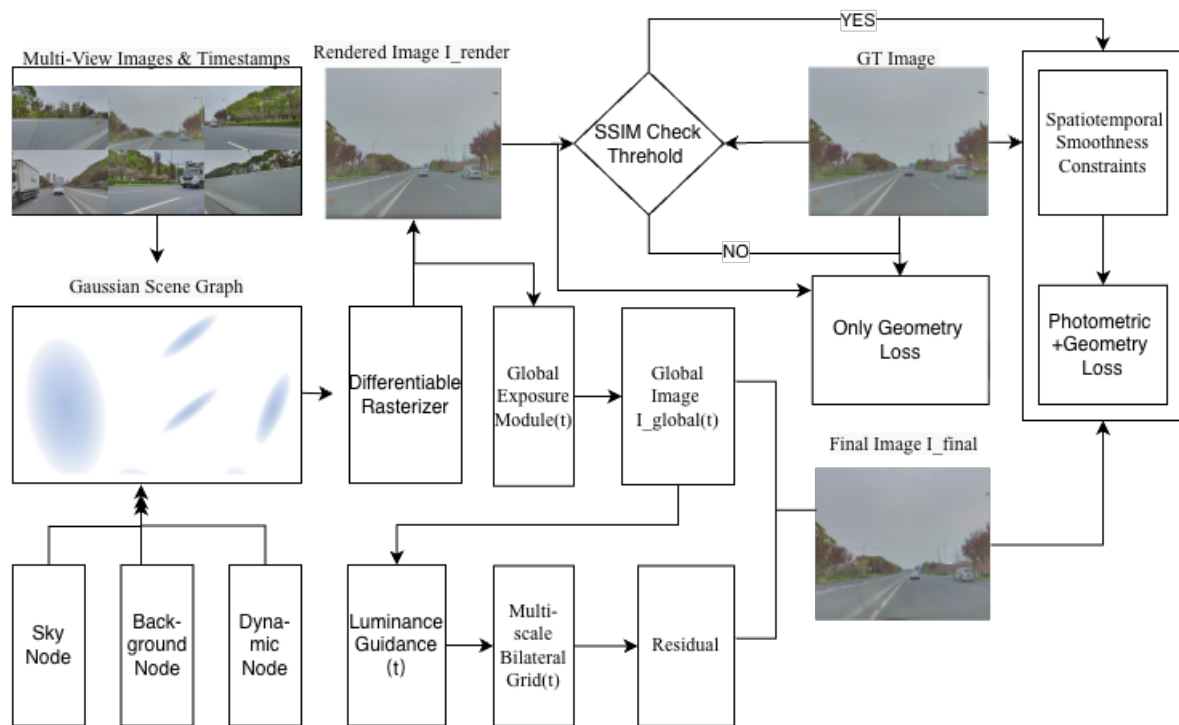 YES
Multi-View Images & Timestamps
Rendered Image I_render
GT Image
SSIM Check
Threhold
Spatiotemporal
Smoothness
Constraints
NO
Gaussian Scene Graph
Only Geometry
Loss
Photometric
+Geometry
Loss
Differentiable
Rasterizer
Global
Exposure
Module(t)
Global
Image
I_global(t)
Final Image I_final
Sky
Node
Back-
ground
Node
Dyna-
mic
Node
Luminance
Guidance
(t)
Multi-
scale
Bilateral
Grid(t)
Residual